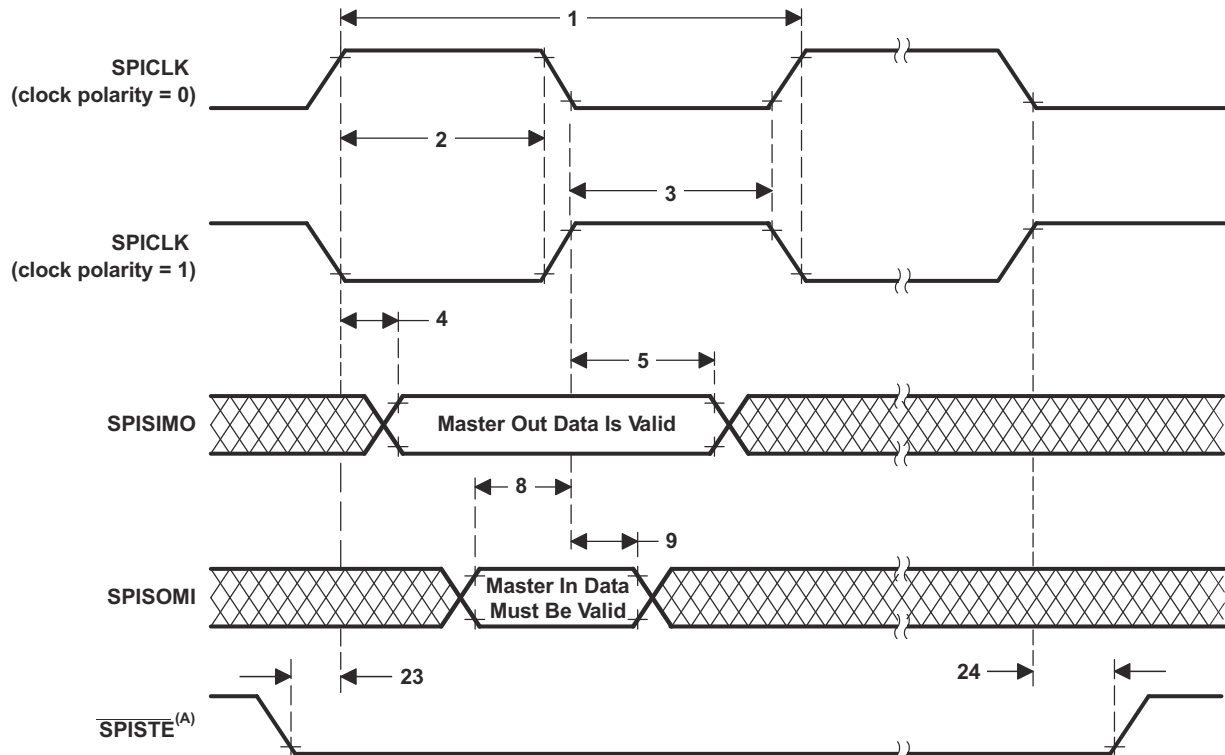 1
SPICLK
(clock polarity = 0)
2
3
SPICLK
(clock polarity = 1)
4
5
SPISIMO
Master Out Data Is Valid
8
9
SPISOMI
Master In Data
Must Be Valid
23
24
SPISTE(A)